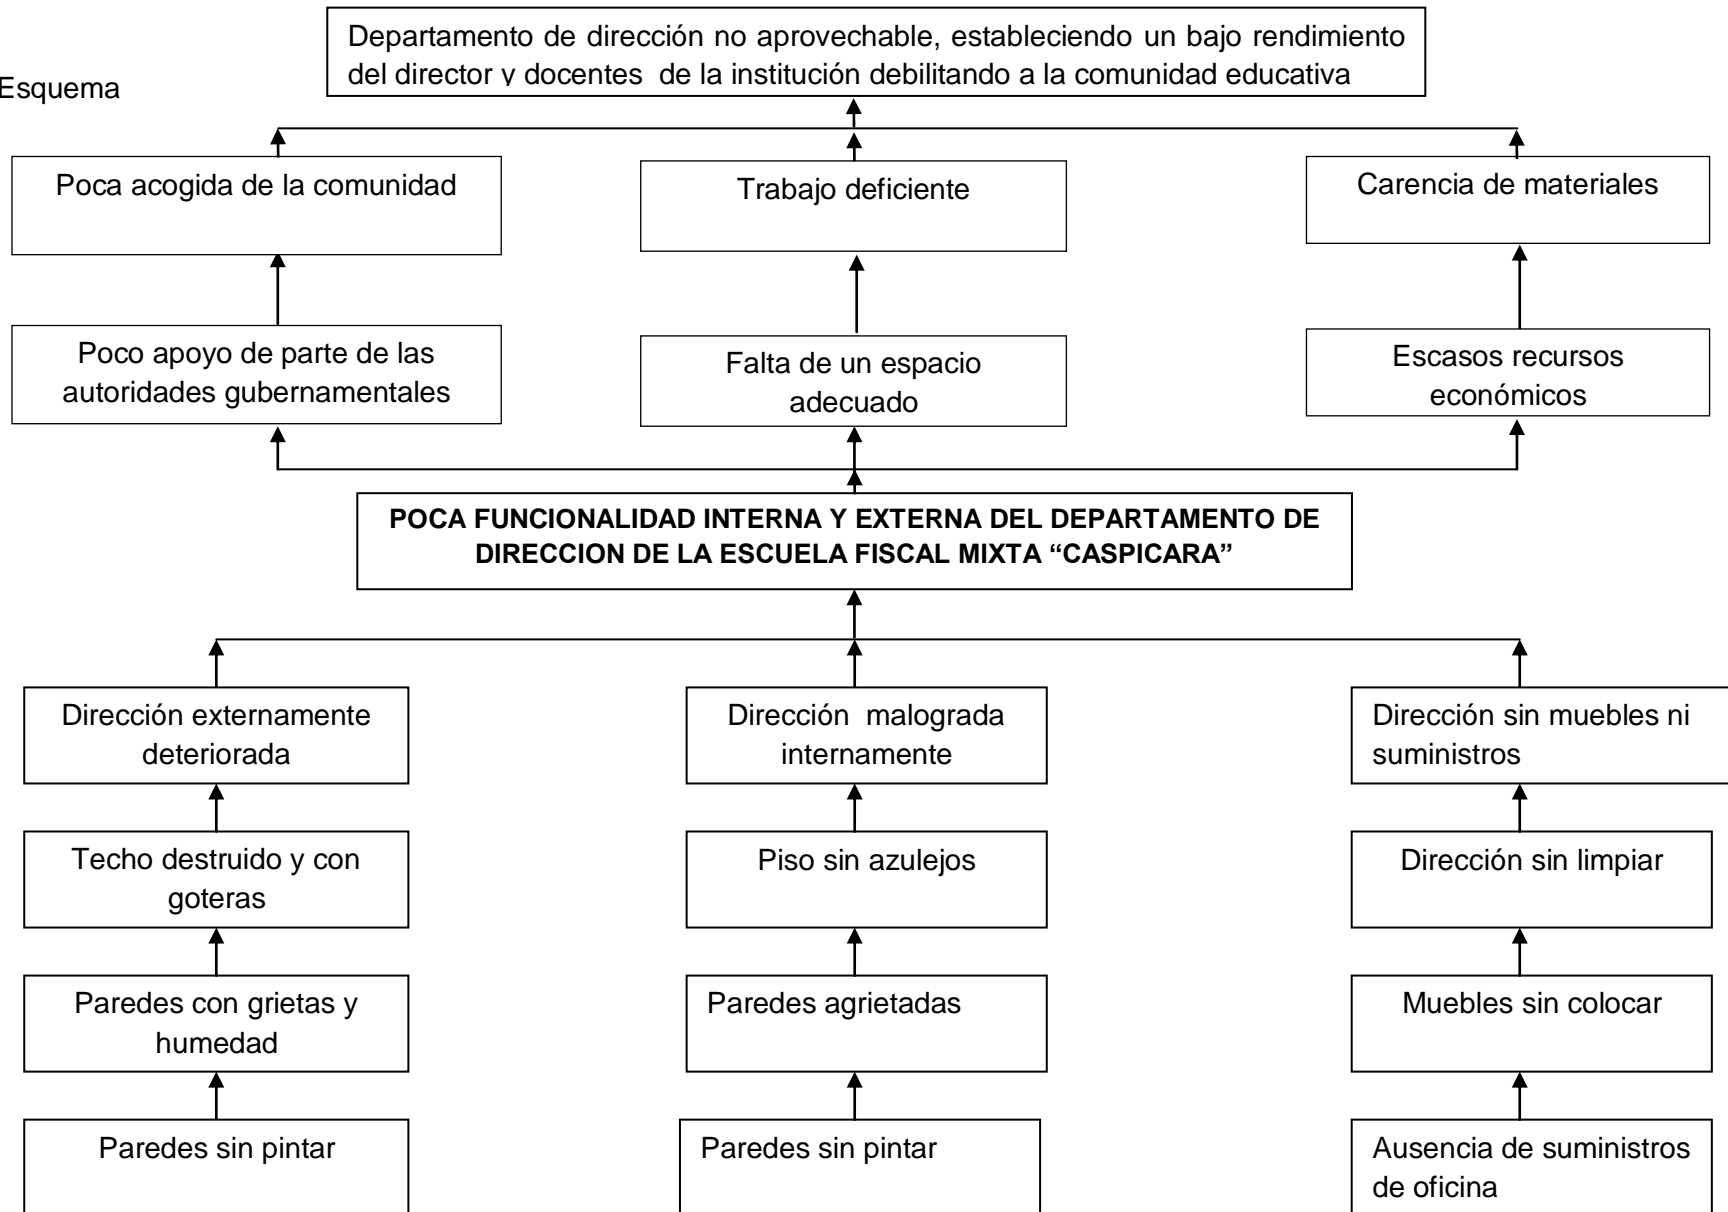 Departamento de dirección no aprovechable, estableciendo un bajo rendimiento
del director y docentes de la institución debilitando a la comunidad educativa
Esquema
Poca acogida de la comunidad
Trabajo deficiente
Carencia de materiales
Poco apoyo de parte de las
autoridades gubernamentales
Falta de un espacio
adecuado
Escasos recursos
económicos
POCA FUNCIONALIDAD INTERNA Y EXTERNA DEL DEPARTAMENTO DE
DIRECCION DE LA ESCUELA FISCAL MIXTA “CASPICARA”
Dirección externamente
deteriorada
Dirección malograda
internamente
Dirección sin muebles ni
suministros
Techo destruido y con
goteras
Piso sin azulejos
Dirección sin limpiar
Paredes con grietas y
humedad
Paredes agrietadas
Muebles sin colocar
Paredes sin pintar
Paredes sin pintar
Ausencia de suministros
de oficina